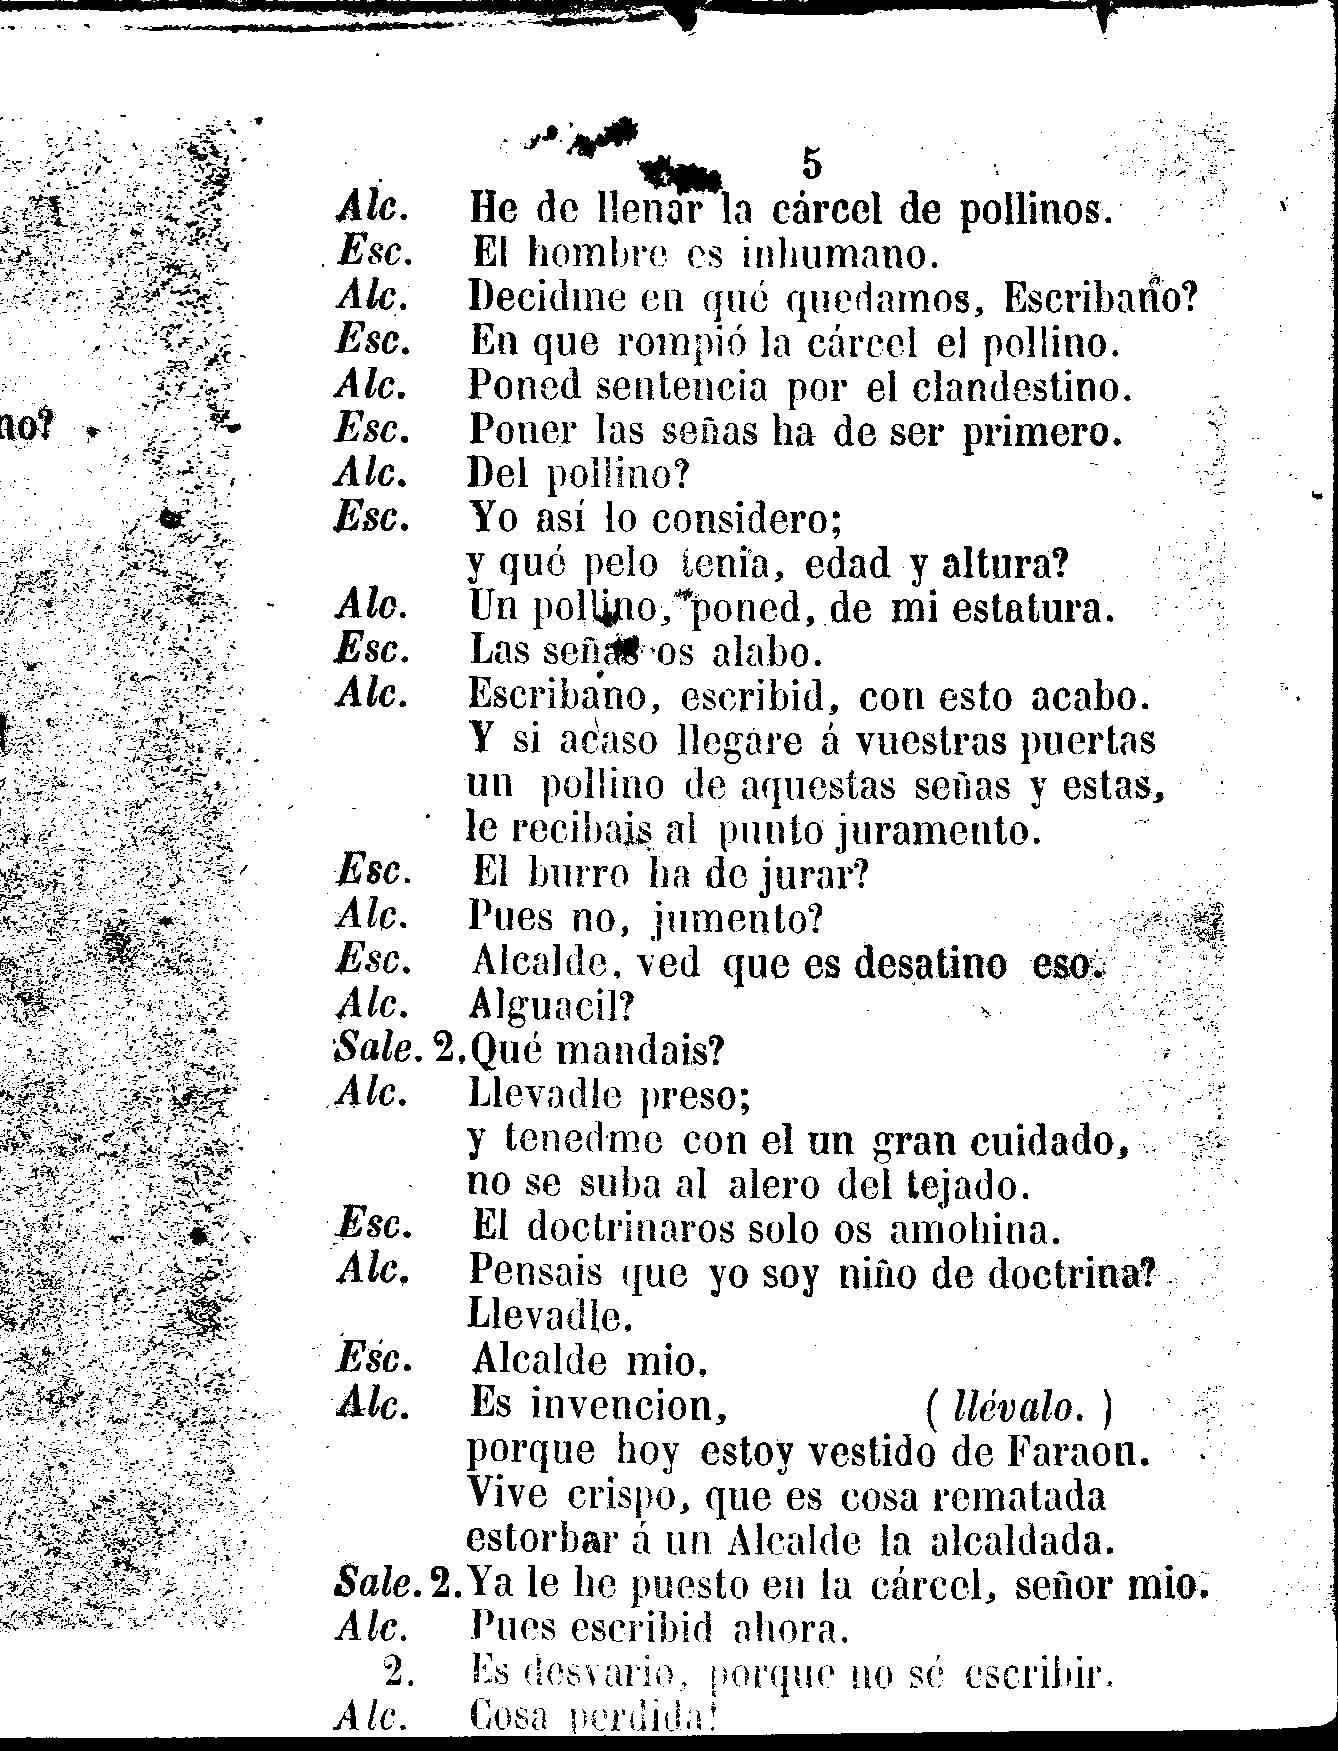 5
Alc. He de llenar la cárcel de pollinos.
Esc. El hombre es inhumano.
Alc. Decidme en qué quedamos, Escribano?
Esc. En que rompió la cárcel el pollino.
Alc. Poned sentencia por el clandestino.
no?
Esc. Poner las señas ha de ser primero.
Alc. Del pollino?
Esc. Yo así lo considero;
y qué pelo tenia, edad y altura?
Alc. Un pollino, poned, de mi estatura.
Esc. Las señas os alabo.
Alc. Escribano, escribid, con esto acabo.
Y si acaso llegáre á vuestras puertas
un pollino de aquestas señas y estas,
le recibais al punto juramento.
Esc. El burro ha de jurar?
Alc. Pues no, jumento?
Esc. Alcalde, ved que es desatino eso.
Alc. Alguacil?
Sale. 2. Qué mandais?
Alc. Llevadle preso;
y tenedme con el un gran cuidado,
no se suba al alero del tejado.
Esc. El doctrinaros solo os amohina.
Alc. Pensais que yo soy niño de doctrina?
Llevadle.
Esc. Alcalde mio.
Alc. Es invencion, ( llévalo. )
porque hoy estoy vestido de Faraon.
Vive crispo, que es cosa rematada
estorbar á un Alcalde la alcaldada.
Sale. 2. Ya le he puesto en la cárcel, señor mio.
Alc. Pues escribid ahora.
2. Es desvario, porque no sé escribir.
Alc. Cosa perdida!